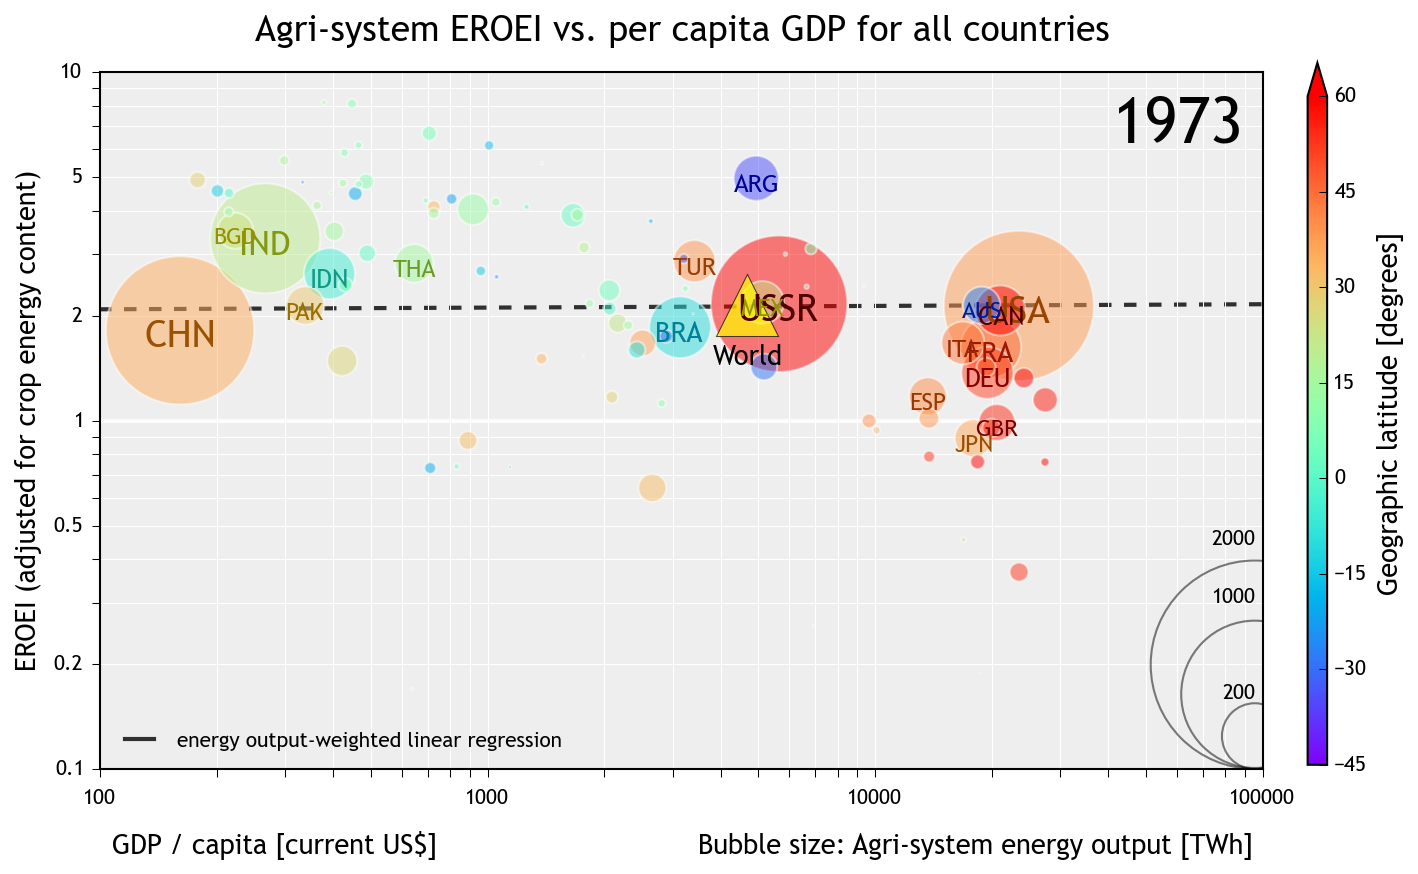 Agri-system EROEI vs. per capita GDP for all countries
1973
EROEI (adjusted for crop energy content)
10
5
2
1
0.5
0.2
0.1
100
1000
10000
100000
GDP / capita [current US$]
Bubble size: Agri-system energy output [TWh]
energy output-weighted linear regression
ARG
BGD
IND
IDN
THA
PAK
CHN
TUR
USSR
MEX
BRA
World
USA
AUS
CAN
ITA
FRA
DEU
ESP
GBR
JPN
2000
1000
200
60
45
30
15
0
−15
−30
−45
Geographic latitude [degrees]